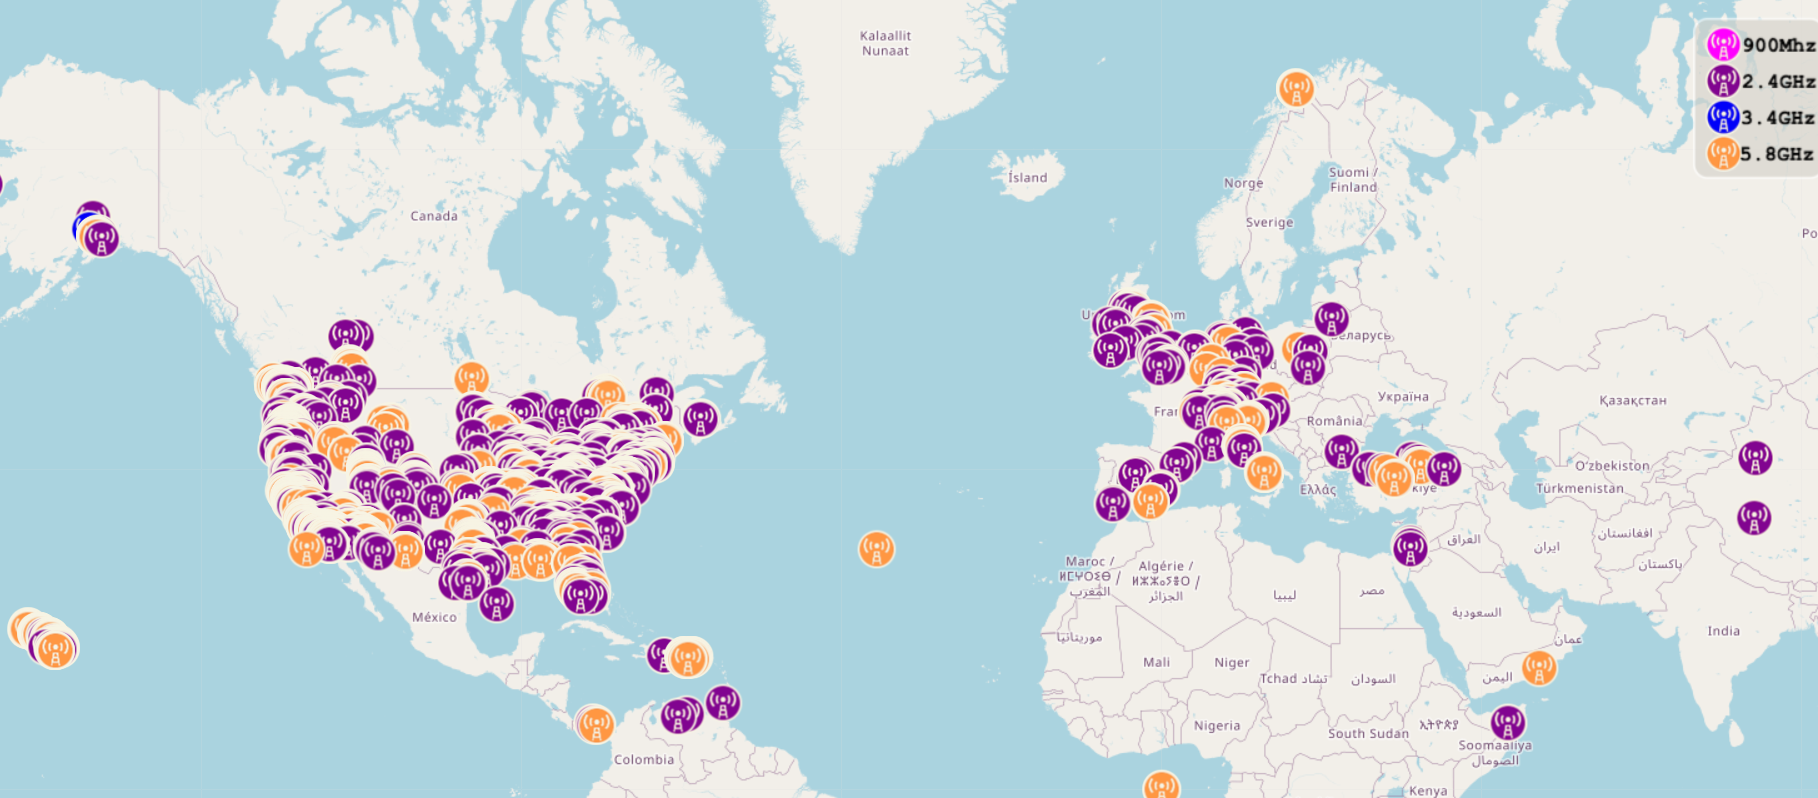 Kalaallit
Nunaat
900Mhz
2.4GHz
3.4GHz
5.8GHz
Ísland
Norge
Suomi /
Finland
Canada
Sverige
Беларусь
Україна
Қазақстан
România
O‘zbekiston
Türkmenistan
Ελλάς
افغانستان
ایران
العراق
پاکستان
Maroc /
ⵍⵎⵖⵔⵉⴱ /
المغرب
Algérie /
ⵍⵣⵣⴰⵢⴻⵔ /
الجزائر
ليبيا
مصر
السعودية
México
موريتانيا
India
عمان
Mali
Niger
Tchad تشاد
السودان
اليمن
Nigeria
South Sudan
ኢትዮጵያ
Soomaaliya
الصومال
Colombia
Kenya